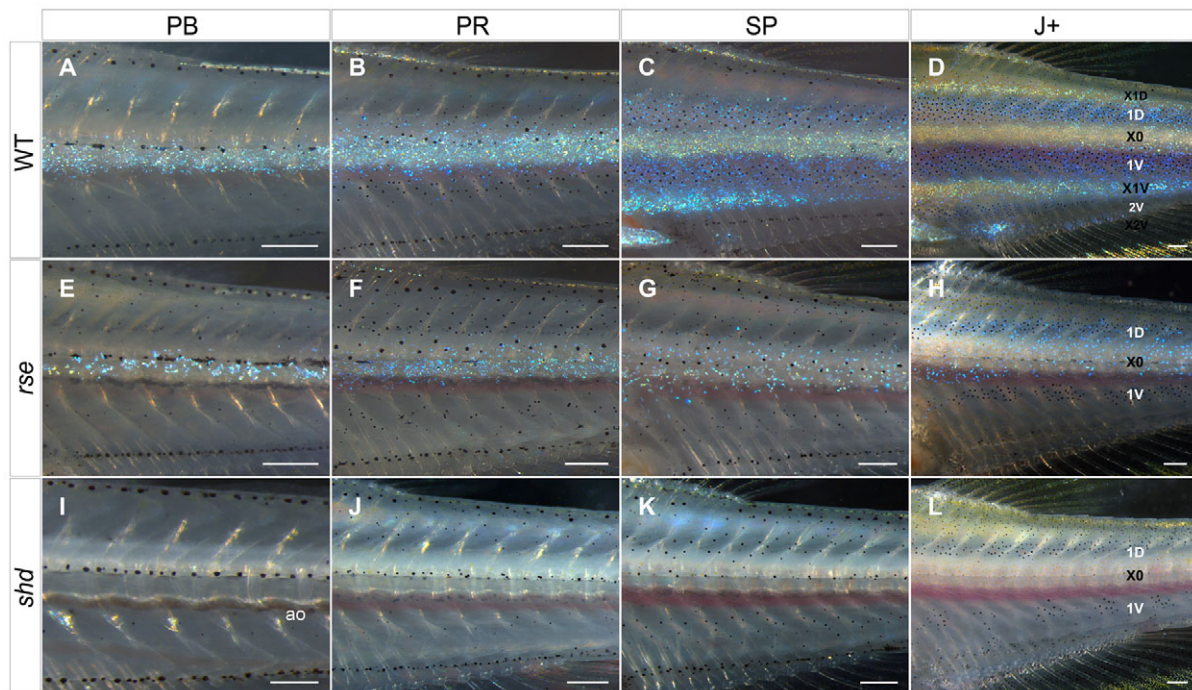 PB PR SP J+
WT
A B C D
X1D
1D
X0
1V
X1V
2V
X2V
rse
E F G H
1D
X0
1V
shd
I J K L
1D
X0
1V
ao